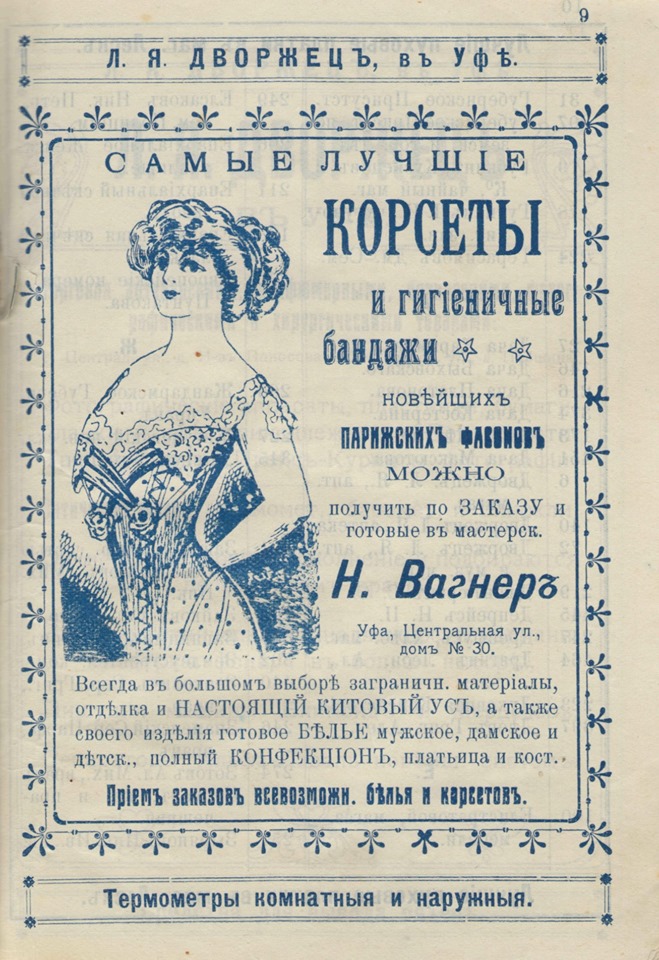 9
Л. Я. ДВОРЖЕЦЪ, въ Уфѣ.
САМЫЕ ЛУЧШІЕ
КОРСЕТЫ
и гигіеничные
бандажи
НОВѢЙШИХЪ
ПАРИЖСКИХЪ ФАСОНОВЪ
МОЖНО
получить по ЗАКАЗУ и
готовые въ мастерск.
Н. Вагнеръ
Уфа, Центральная ул.,
домъ № 30.
Всегда въ большомъ выборѣ заграничн. матеріалы,
отдѣлка и НАСТОЯЩІЙ КИТОВЫЙ УСЪ, а также
своего издѣлія готовое БѢЛЬЕ мужское, дамское и
дѣтск., полный КОНФЕКЦІОНЪ, платьица и кост.
Пріемъ заказовъ всевозможн. бѣлья и карсетовъ.
Термометры комнатныя и наружныя.